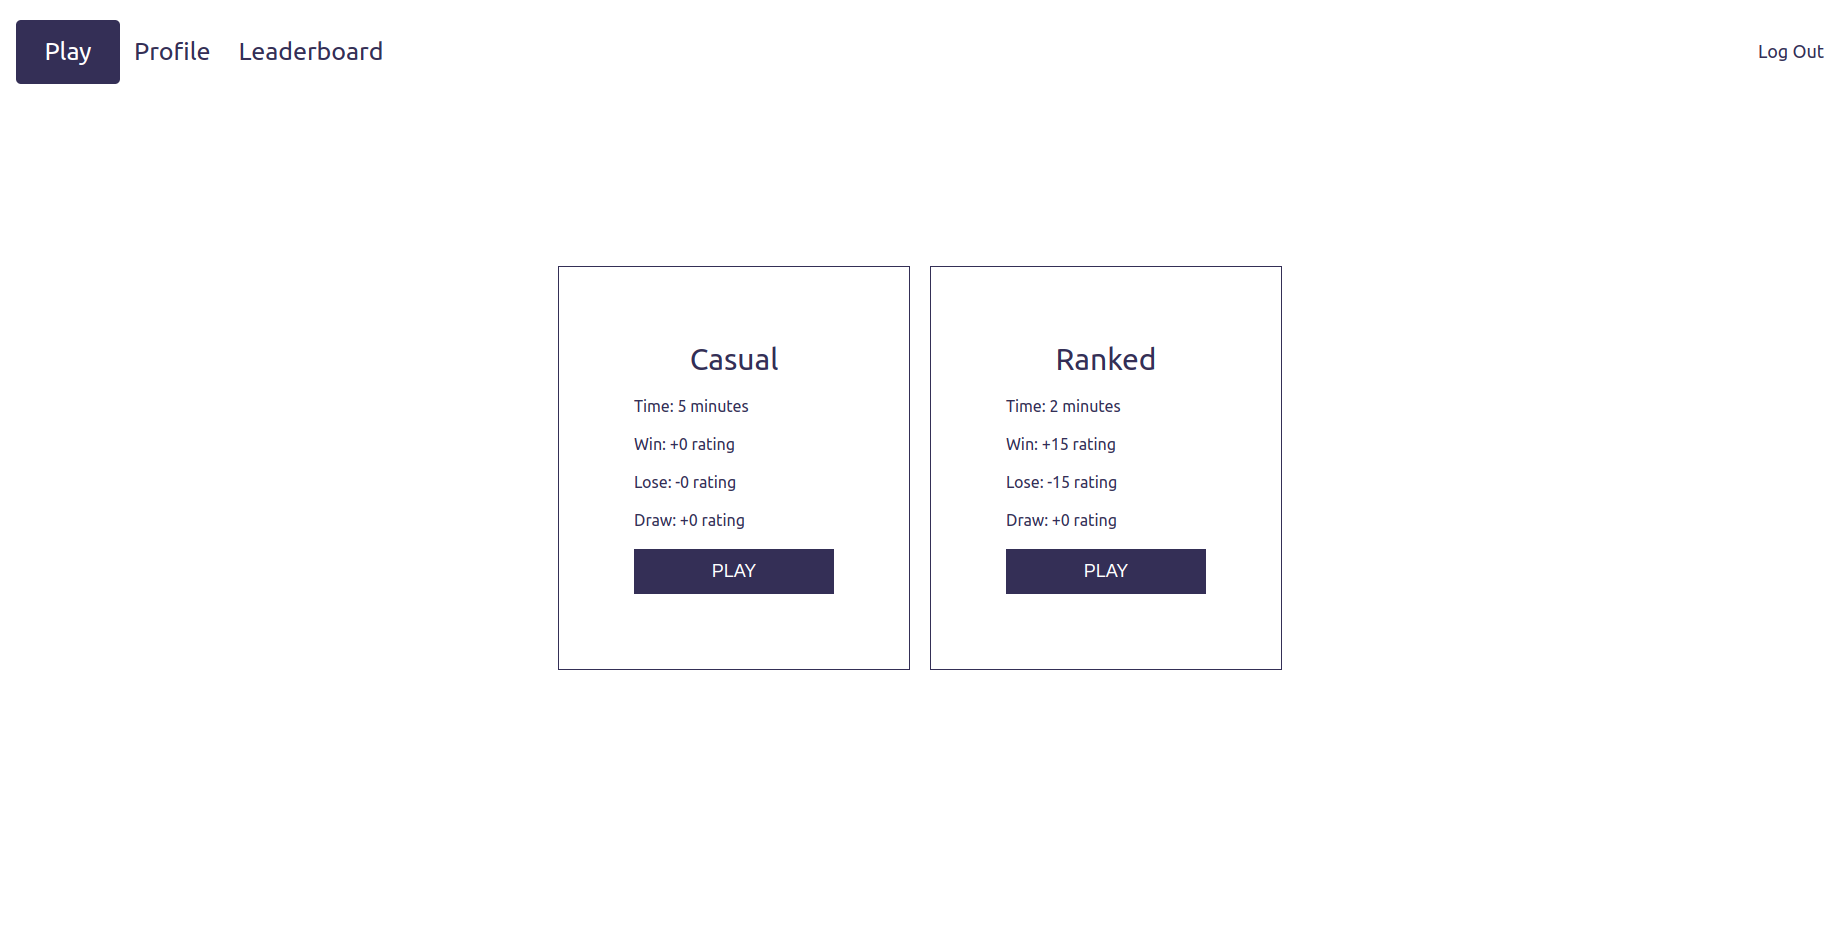 Play Profile Leaderboard Log Out
Casual
Time: 5 minutes
Win: +0 rating
Lose: -0 rating
Draw: +0 rating
PLAY
Ranked
Time: 2 minutes
Win: +15 rating
Lose: -15 rating
Draw: +0 rating
PLAY